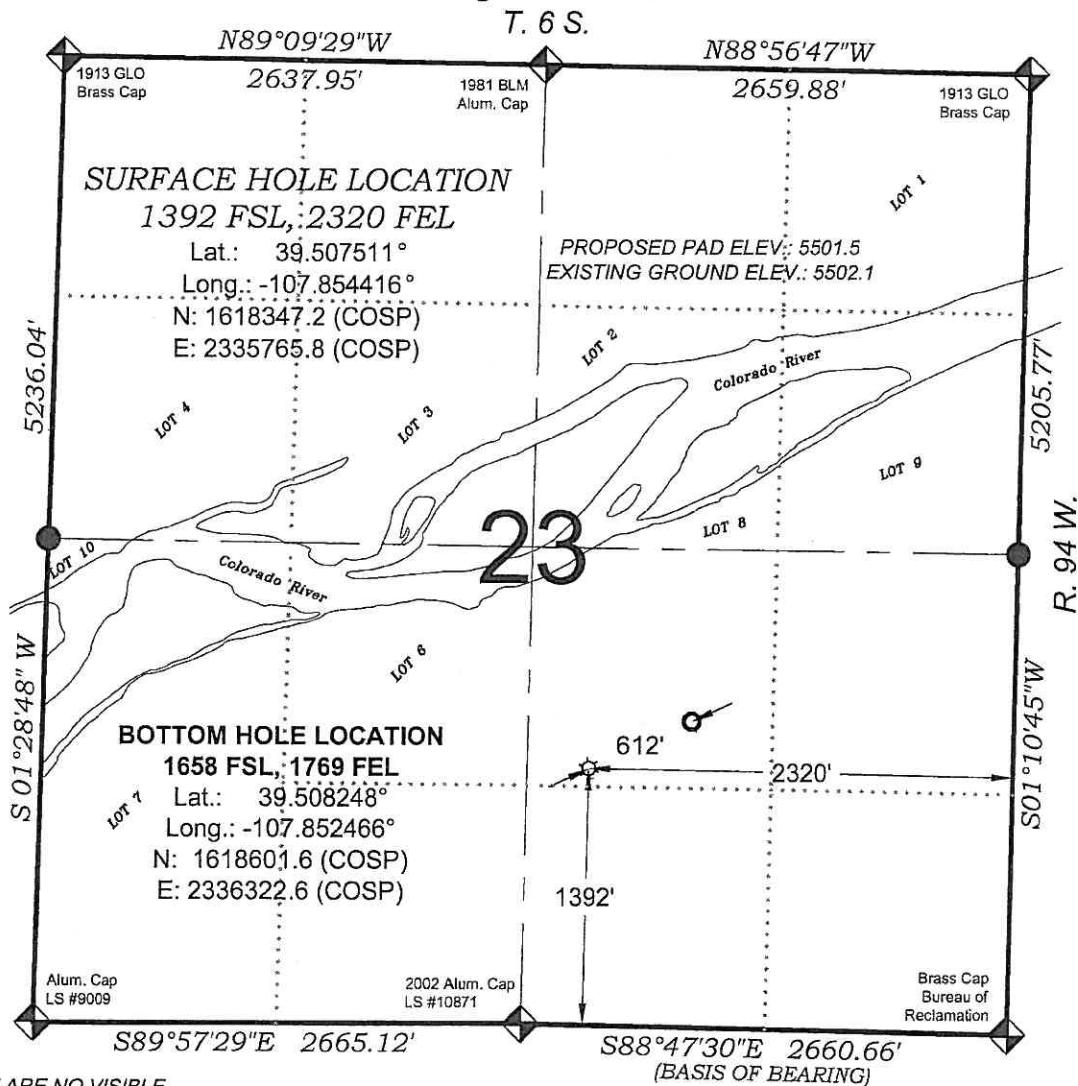 T. 6 S.
N89°09'29"W
N88°56'47"W
1913 GLO
Brass Cap
2637.95'
1981 BLM
Alum. Cap
2659.88'
1913 GLO
Brass Cap
SURFACE HOLE LOCATION
1392 FSL, 2320 FEL
Lat.: 39.507511°
Long.: -107.854416°
N: 1618347.2 (COSP)
E: 2335765.8 (COSP)
LOT 1
PROPOSED PAD ELEV.: 5501.5
EXISTING GROUND ELEV.: 5502.1
5236.04'
LOT 2
Colorado River
5205.77'
LOT 4
LOT 3
LOT 9
LOT 8
23
LOT 10
Colorado River
R. 94 W.
S 01°28'48" W
LOT 6
S01°10'45"W
BOTTOM HOLE LOCATION
1658 FSL, 1769 FEL
Lat.: 39.508248°
Long.: -107.852466°
N: 1618601.6 (COSP)
E: 2336322.6 (COSP)
LOT 7
612'
2320'
1392'
Alum. Cap
LS #9009
2002 Alum. Cap
LS #10871
Brass Cap
Bureau of
Reclamation
S89°57'29"E 2665.12'
S88°47'30"E 2660.66'
(BASIS OF BEARING)
ARE NO VISIBLE